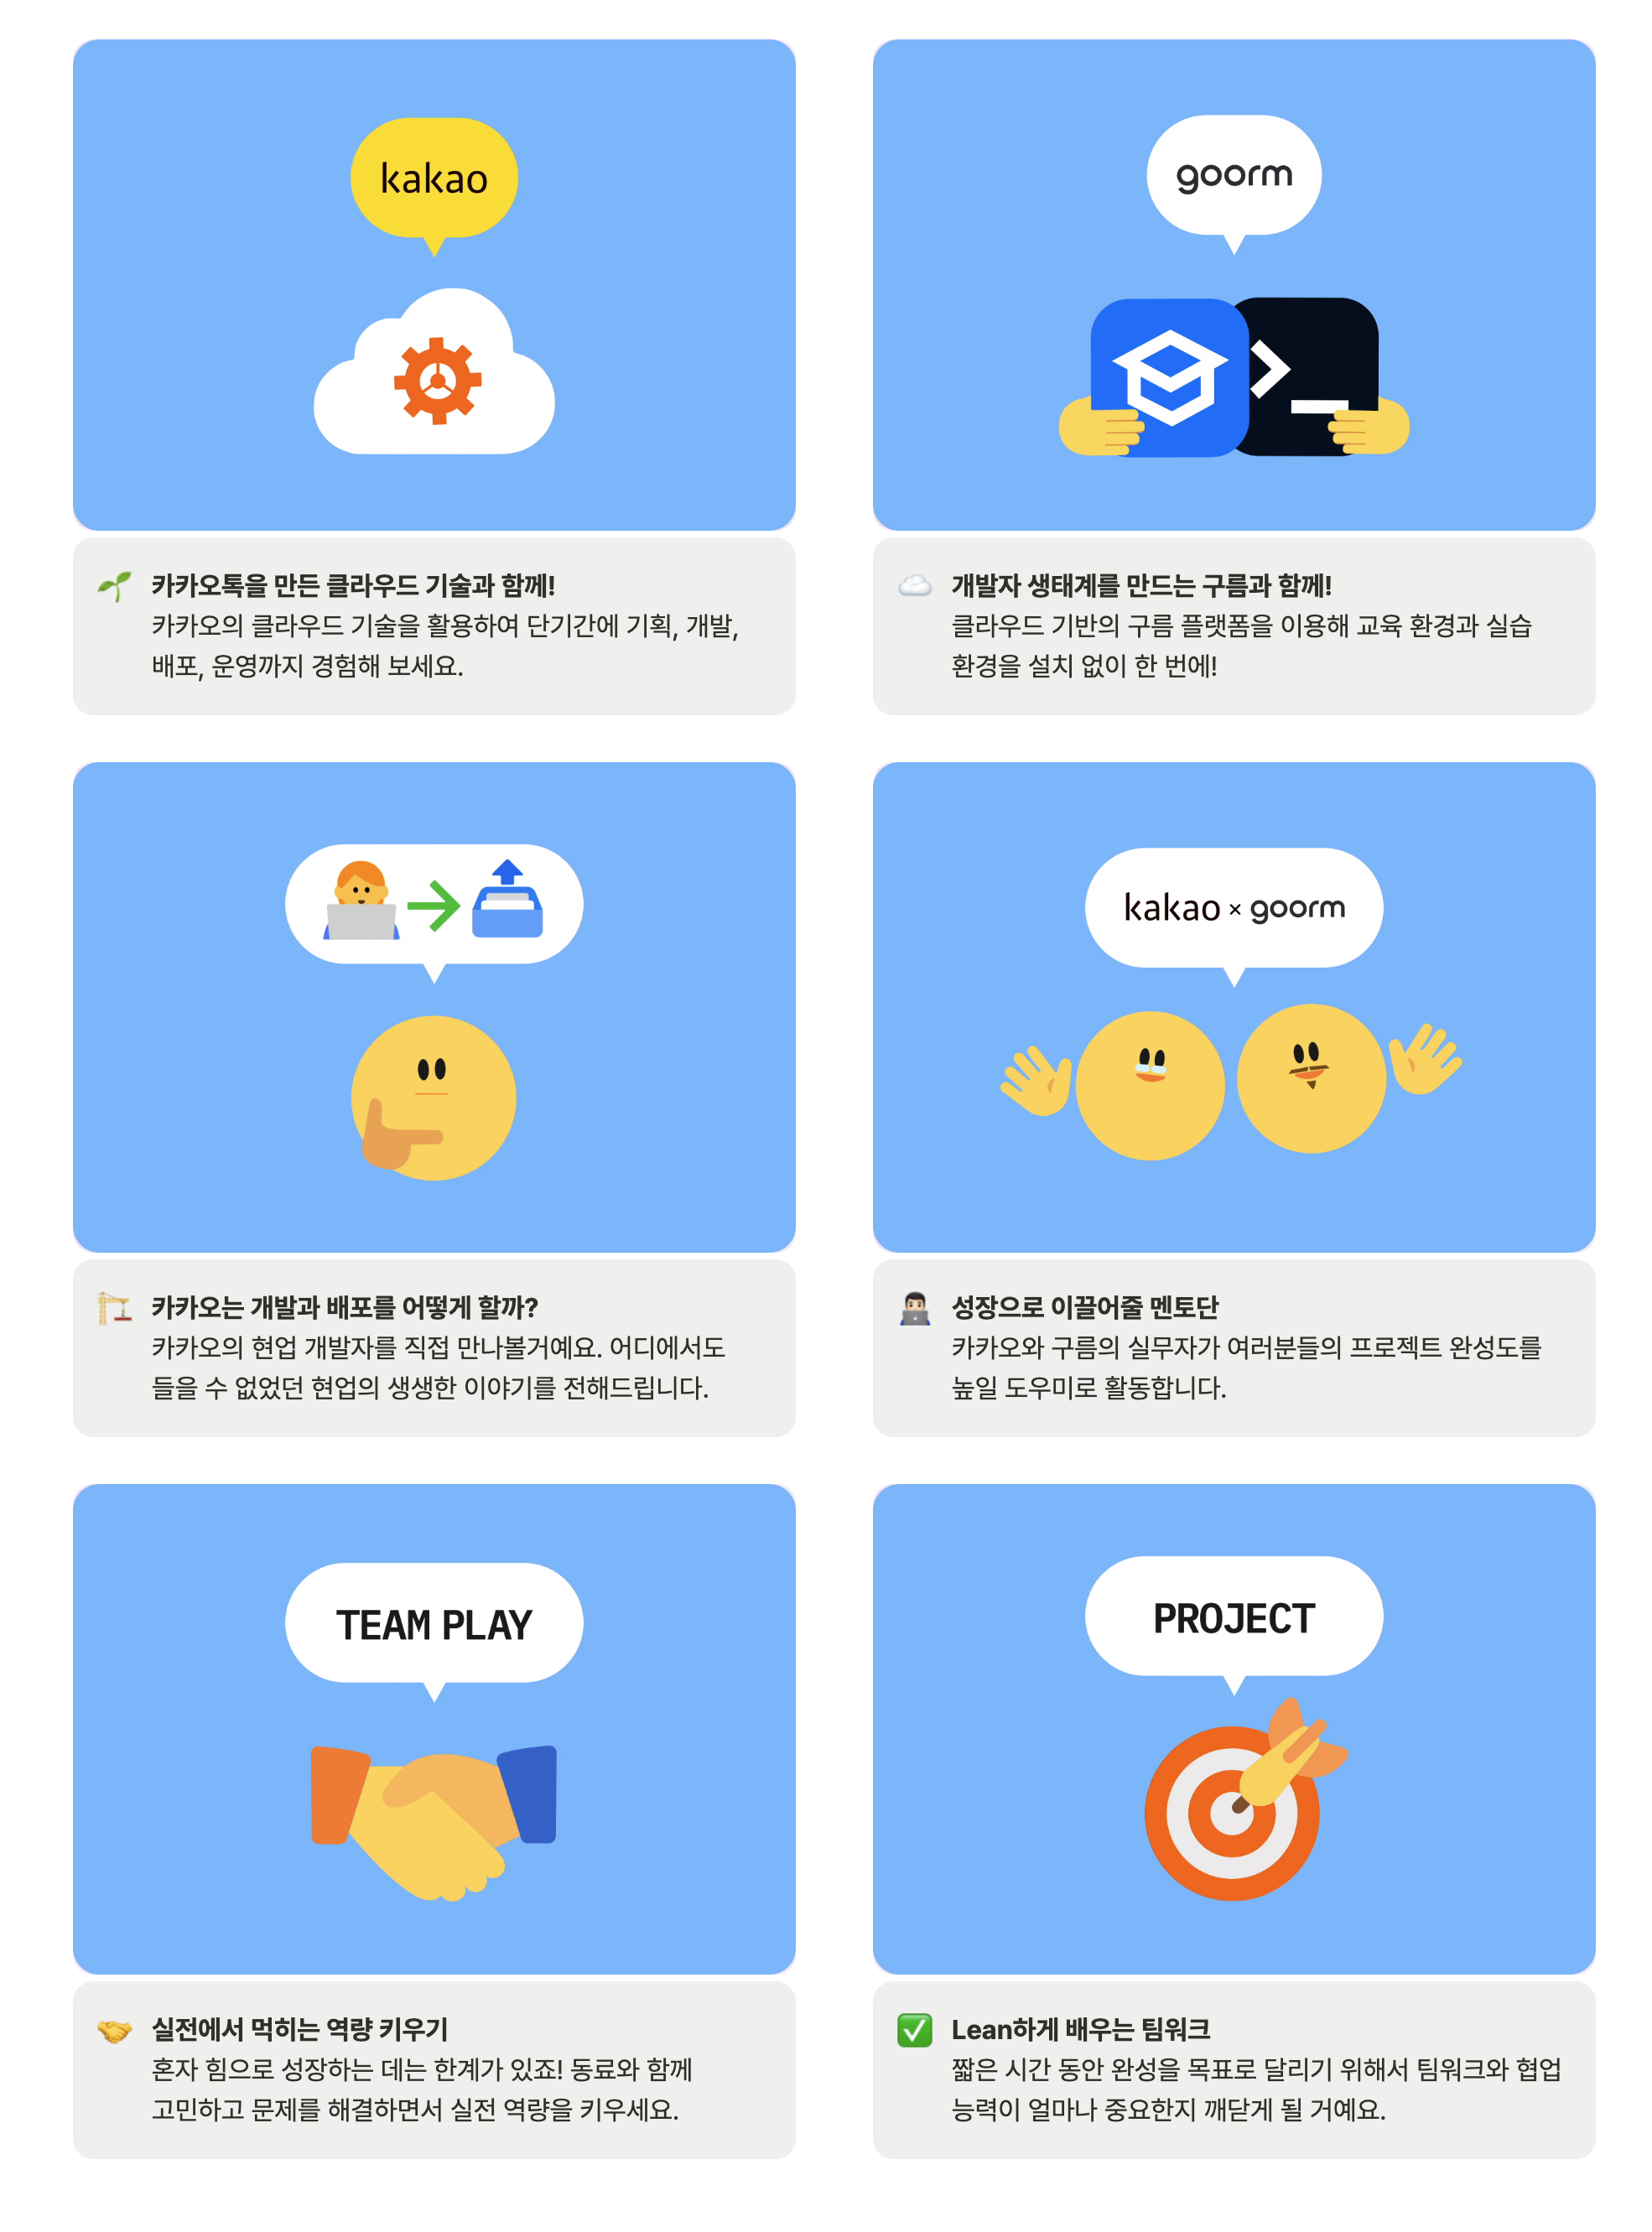 kakao
카카오톡을 만든 클라우드 기술과 함께!
카카오의 클라우드 기술을 활용하여 단기간에 기획, 개발,
배포, 운영까지 경험해 보세요.
goorm
개발자 생태계를 만드는 구름과 함께!
클라우드 기반의 구름 플랫폼을 이용해 교육 환경과 실습
환경을 설치 없이 한 번에!
카카오는 개발과 배포를 어떻게 할까?
카카오의 현업 개발자를 직접 만나볼거예요. 어디에서도
들을 수 없었던 현업의 생생한 이야기를 전해드립니다.
kakao × goorm
성장으로 이끌어줄 멘토단
카카오와 구름의 실무자가 여러분들의 프로젝트 완성도를
높일 도우미로 활동합니다.
TEAM PLAY
실전에서 먹히는 역량 키우기
혼자 힘으로 성장하는 데는 한계가 있죠! 동료와 함께
고민하고 문제를 해결하면서 실전 역량을 키우세요.
PROJECT
Lean하게 배우는 팀워크
짧은 시간 동안 완성을 목표로 달리기 위해서 팀워크와 협업
능력이 얼마나 중요한지 깨닫게 될 거예요.